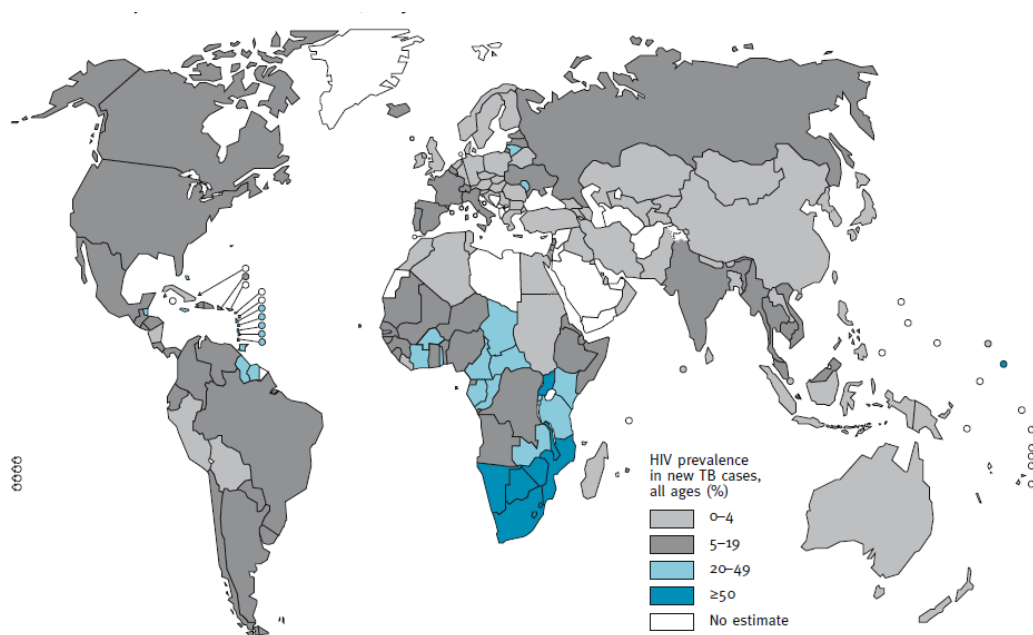 HIV prevalence
in new TB cases,
all ages (%)
0–4
5–19
20–49
≥50
No estimate